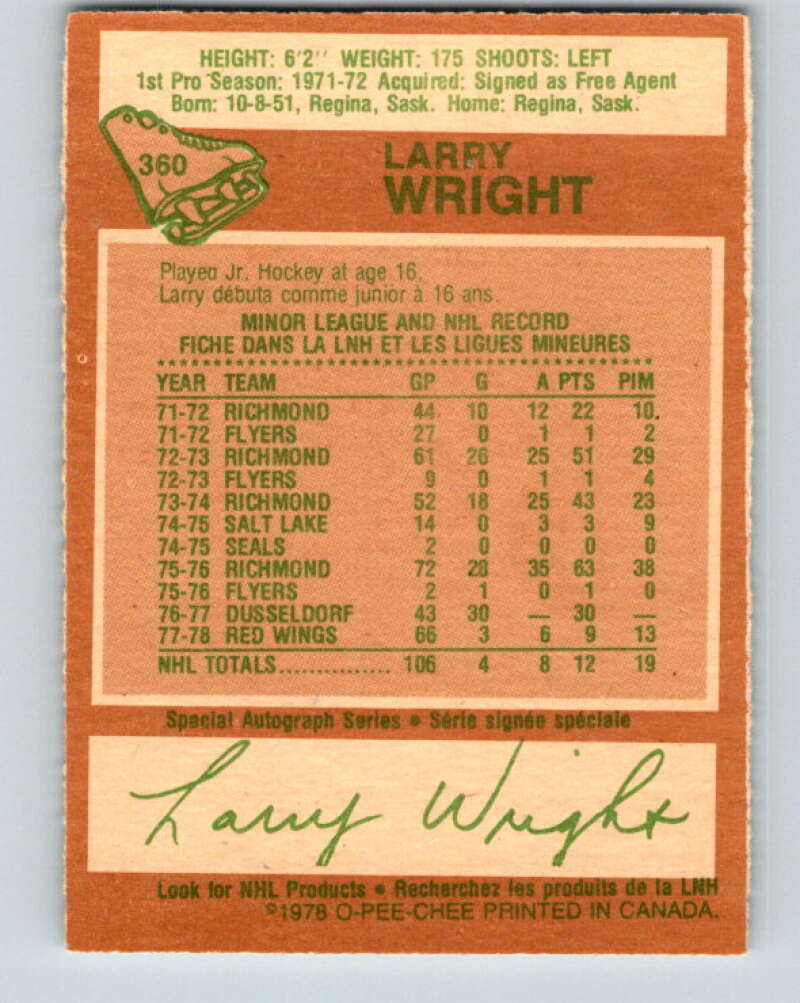 HEIGHT: 6'2'' WEIGHT: 175 SHOOTS: LEFT
1st Pro Season: 1971-72 Acquired: Signed as Free Agent
Born: 10-8-51, Regina, Sask. Home: Regina, Sask.
360
LARRY
WRIGHT
Played Jr. Hockey at age 16.
Larry débuta comme junior à 16 ans.
MINOR LEAGUE AND NHL RECORD
FICHE DANS LA LNH ET LES LIGUES MINEURES
YEAR TEAM GP G A PTS PIM
71-72 RICHMOND 44 10 12 22 10
71-72 FLYERS 27 0 1 1 2
72-73 RICHMOND 61 26 25 51 29
72-73 FLYERS 9 0 1 1 4
73-74 RICHMOND 52 18 25 43 23
74-75 SALT LAKE 14 0 3 3 9
74-75 SEALS 2 0 0 0 0
75-76 RICHMOND 72 28 35 63 38
75-76 FLYERS 2 1 0 1 0
76-77 DUSSELDORF 43 30 — 30 —
77-78 RED WINGS 66 3 6 9 13
NHL TOTALS................ 106 4 8 12 19
Special Autograph Series • Série signée spéciale
Larry Wright
Look for NHL Products • Recherchez les produits de la LNH
©1978 O-PEE-CHEE PRINTED IN CANADA.